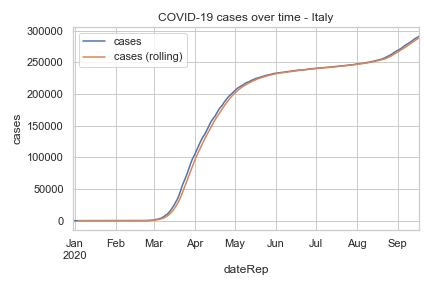 COVID-19 cases over time - Italy
cases
cases (rolling)
300000
250000
200000
150000
100000
50000
0
cases
Jan Feb Mar Apr May Jun Jul Aug Sep
2020
dateRep